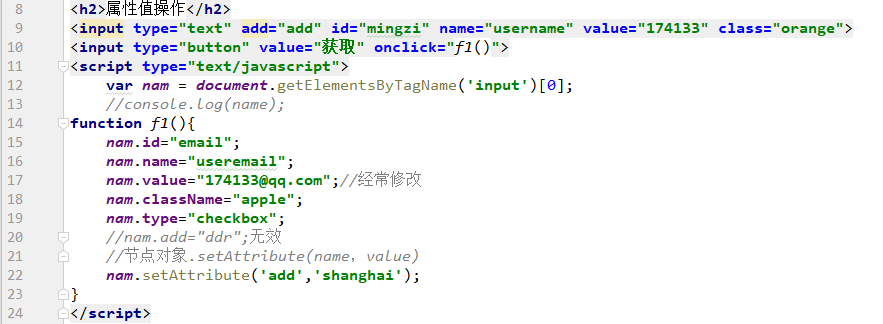 8 <h2>属性值操作</h2>
9 <input type="text" add="add" id="mingzi" name="username" value="174133" class="orange">
10 <input type="button" value="获取" onclick="f1()">
11 <script type="text/javascript">
12 var nam = document.getElementsByTagName('input')[0];
13 //console.log(name);
14 function f1(){
15 nam.id="email";
16 nam.name="useremail";
17 nam.value="174133@qq.com";//经常修改
18 nam.className="apple";
19 nam.type="checkbox";
20 //nam.add="ddr";无效
21 //节点对象.setAttribute(name，value)
22 nam.setAttribute('add','shanghai');
23 }
24 </script>